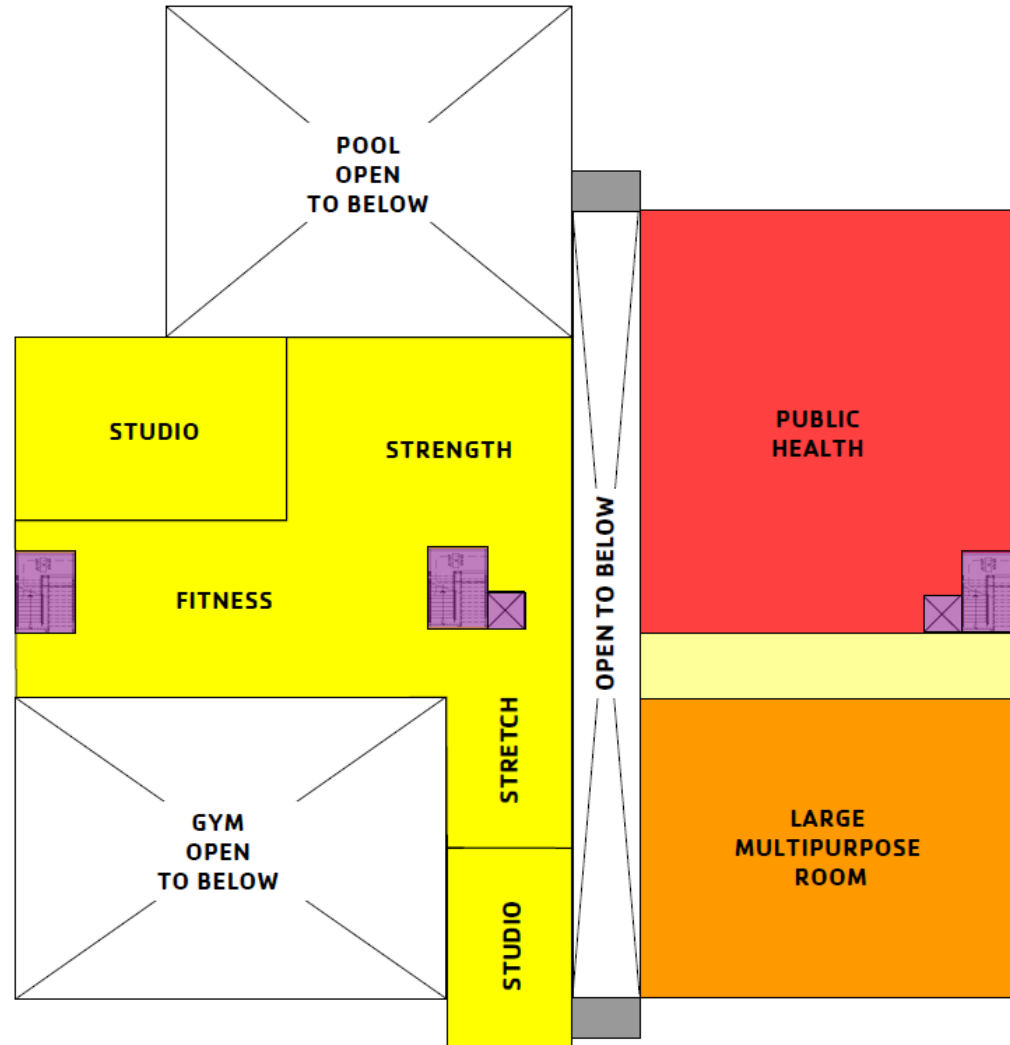 POOL
OPEN
TO BELOW
STUDIO
STRENGTH
PUBLIC
HEALTH
FITNESS
OPEN TO BELOW
STRETCH
GYM
OPEN
TO BELOW
LARGE
MULTIPURPOSE
ROOM
STUDIO